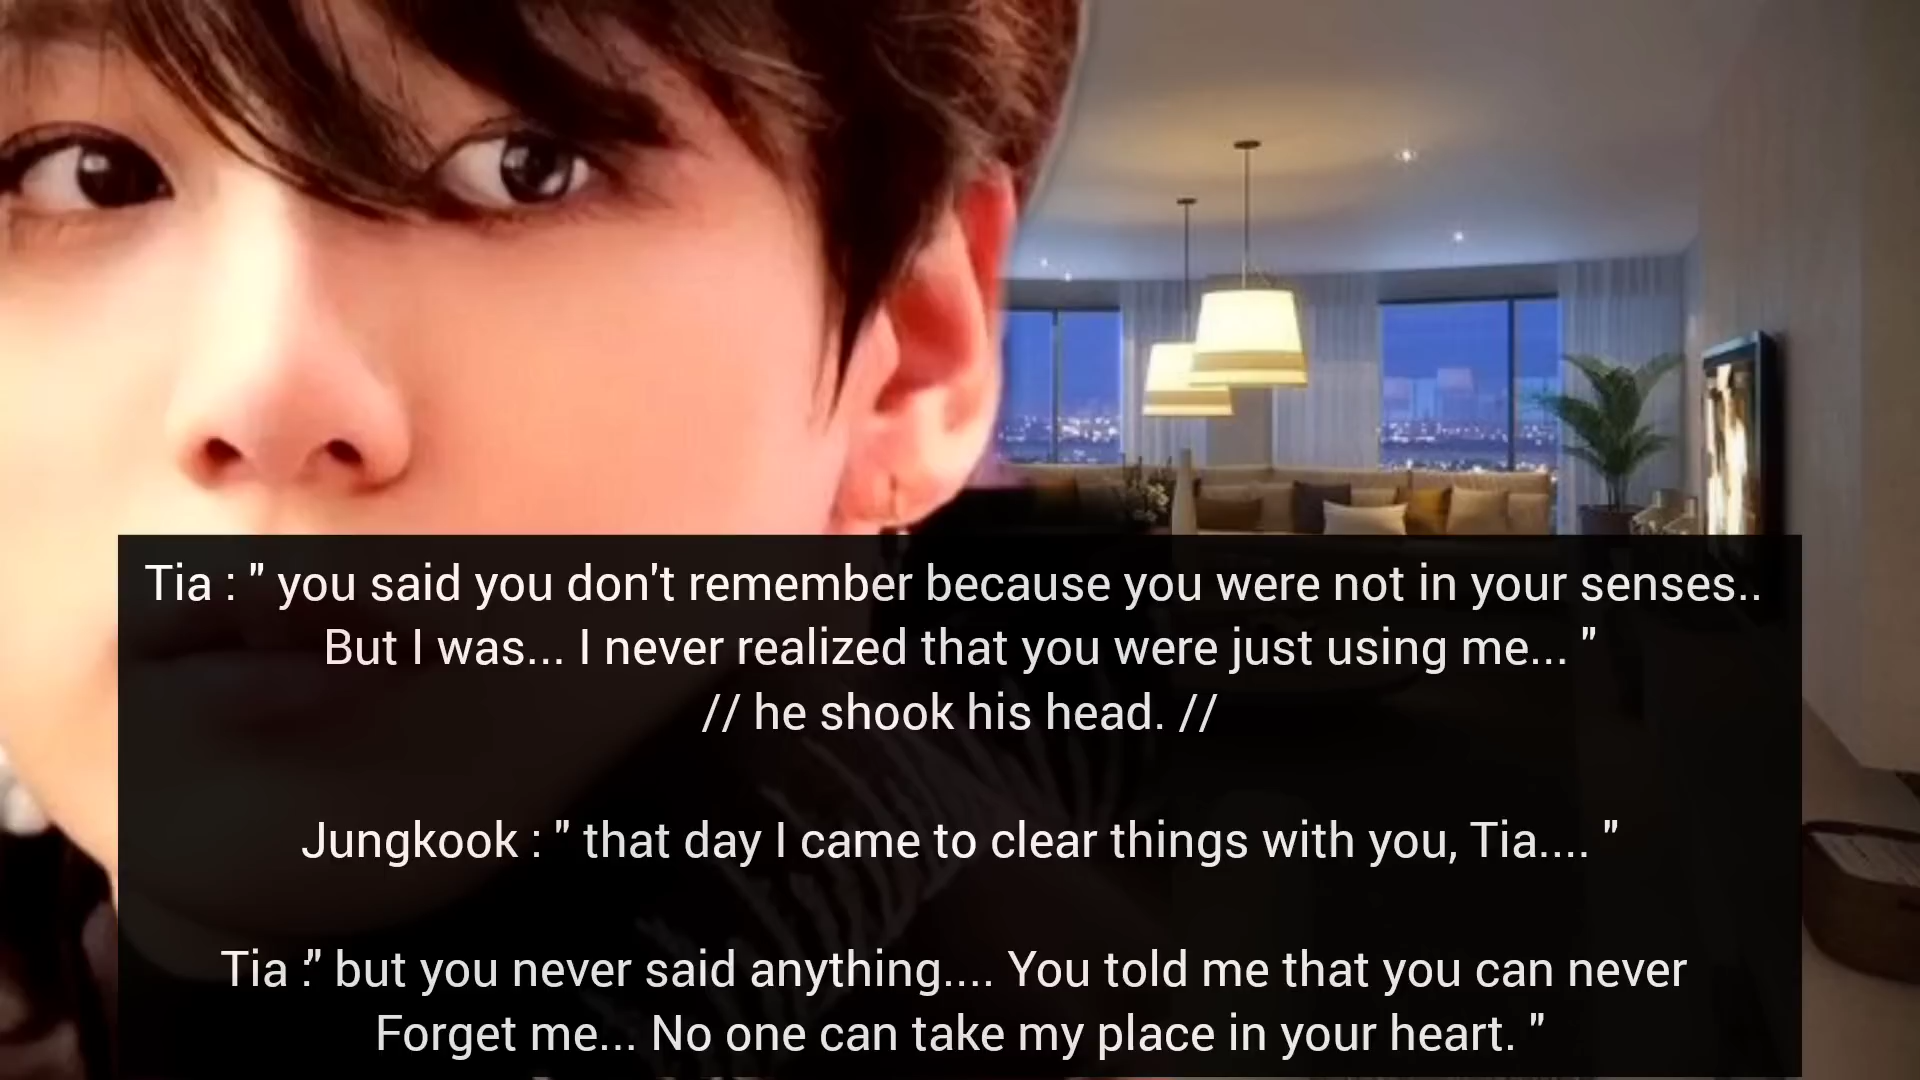 Tia : " you said you don't remember because you were not in your senses..
But I was... I never realized that you were just using me... "
// he shook his head. //
Jungkook : " that day I came to clear things with you, Tia.... "
Tia :" but you never said anything.... You told me that you can never
Forget me... No one can take my place in your heart. "